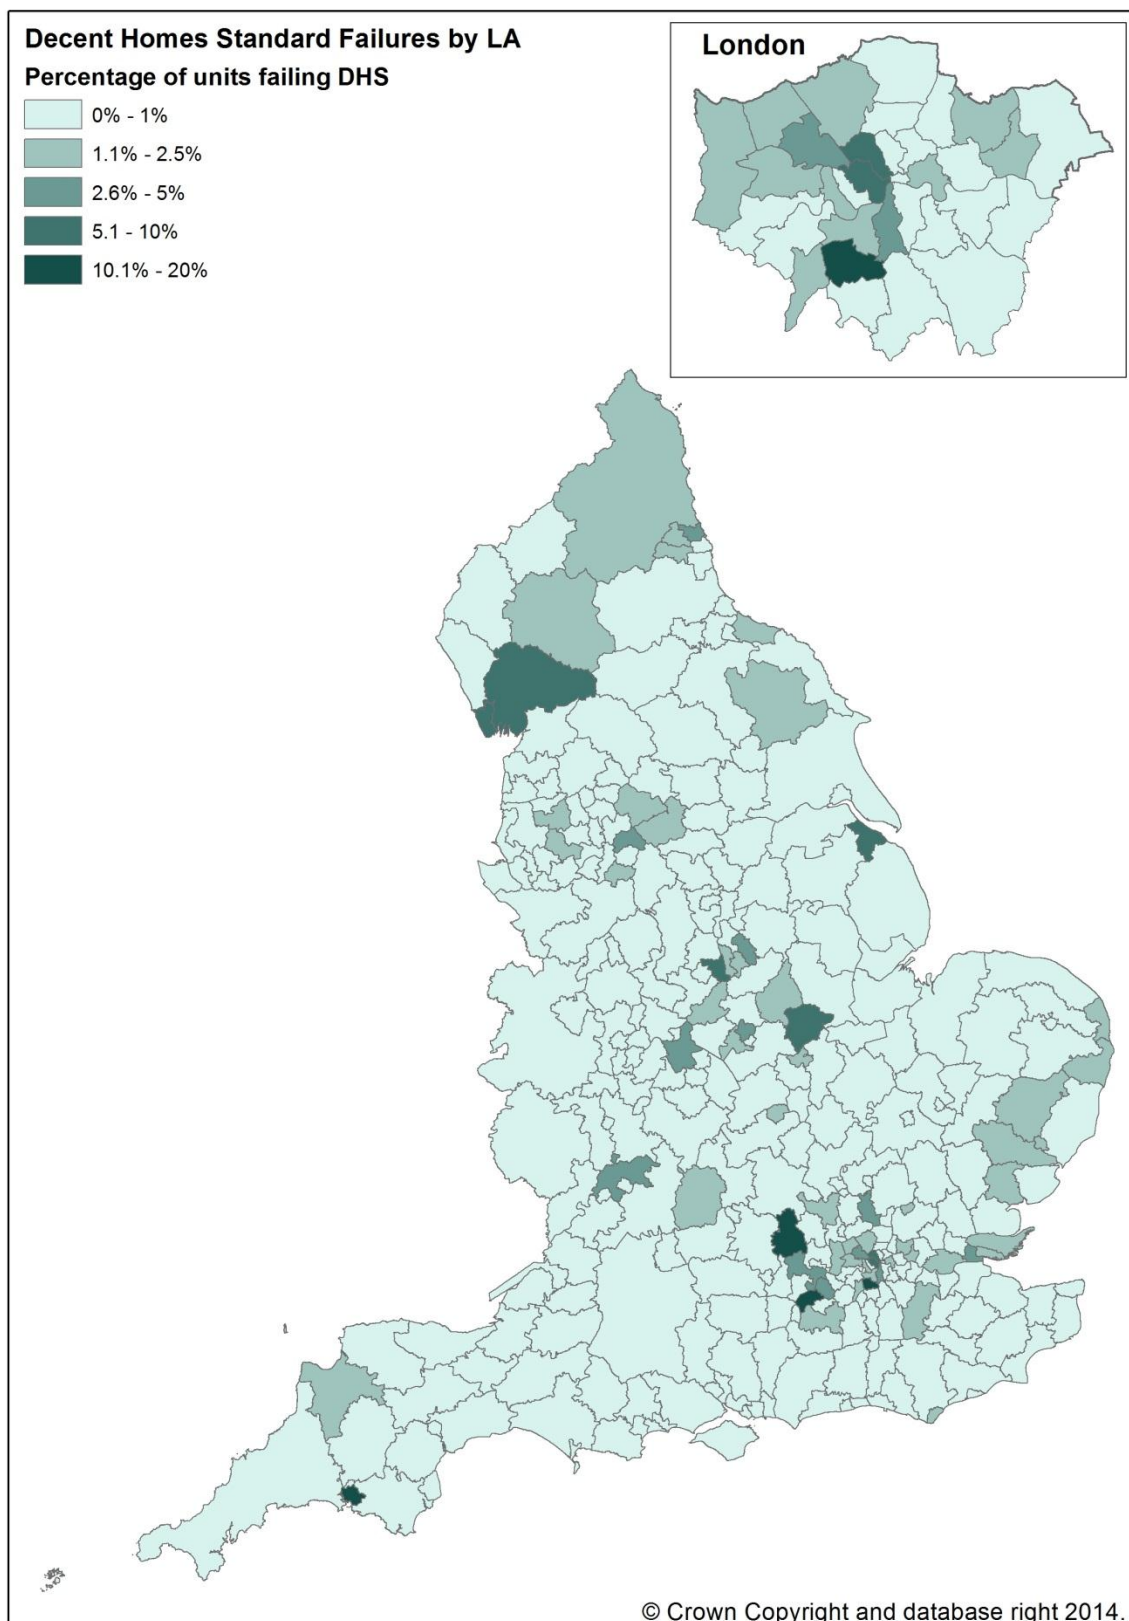 Decent Homes Standard Failures by LA
Percentage of units failing DHS
0% - 1%
1.1% - 2.5%
2.6% - 5%
5.1 - 10%
10.1% - 20%
London
© Crown Copyright and database right 2014.